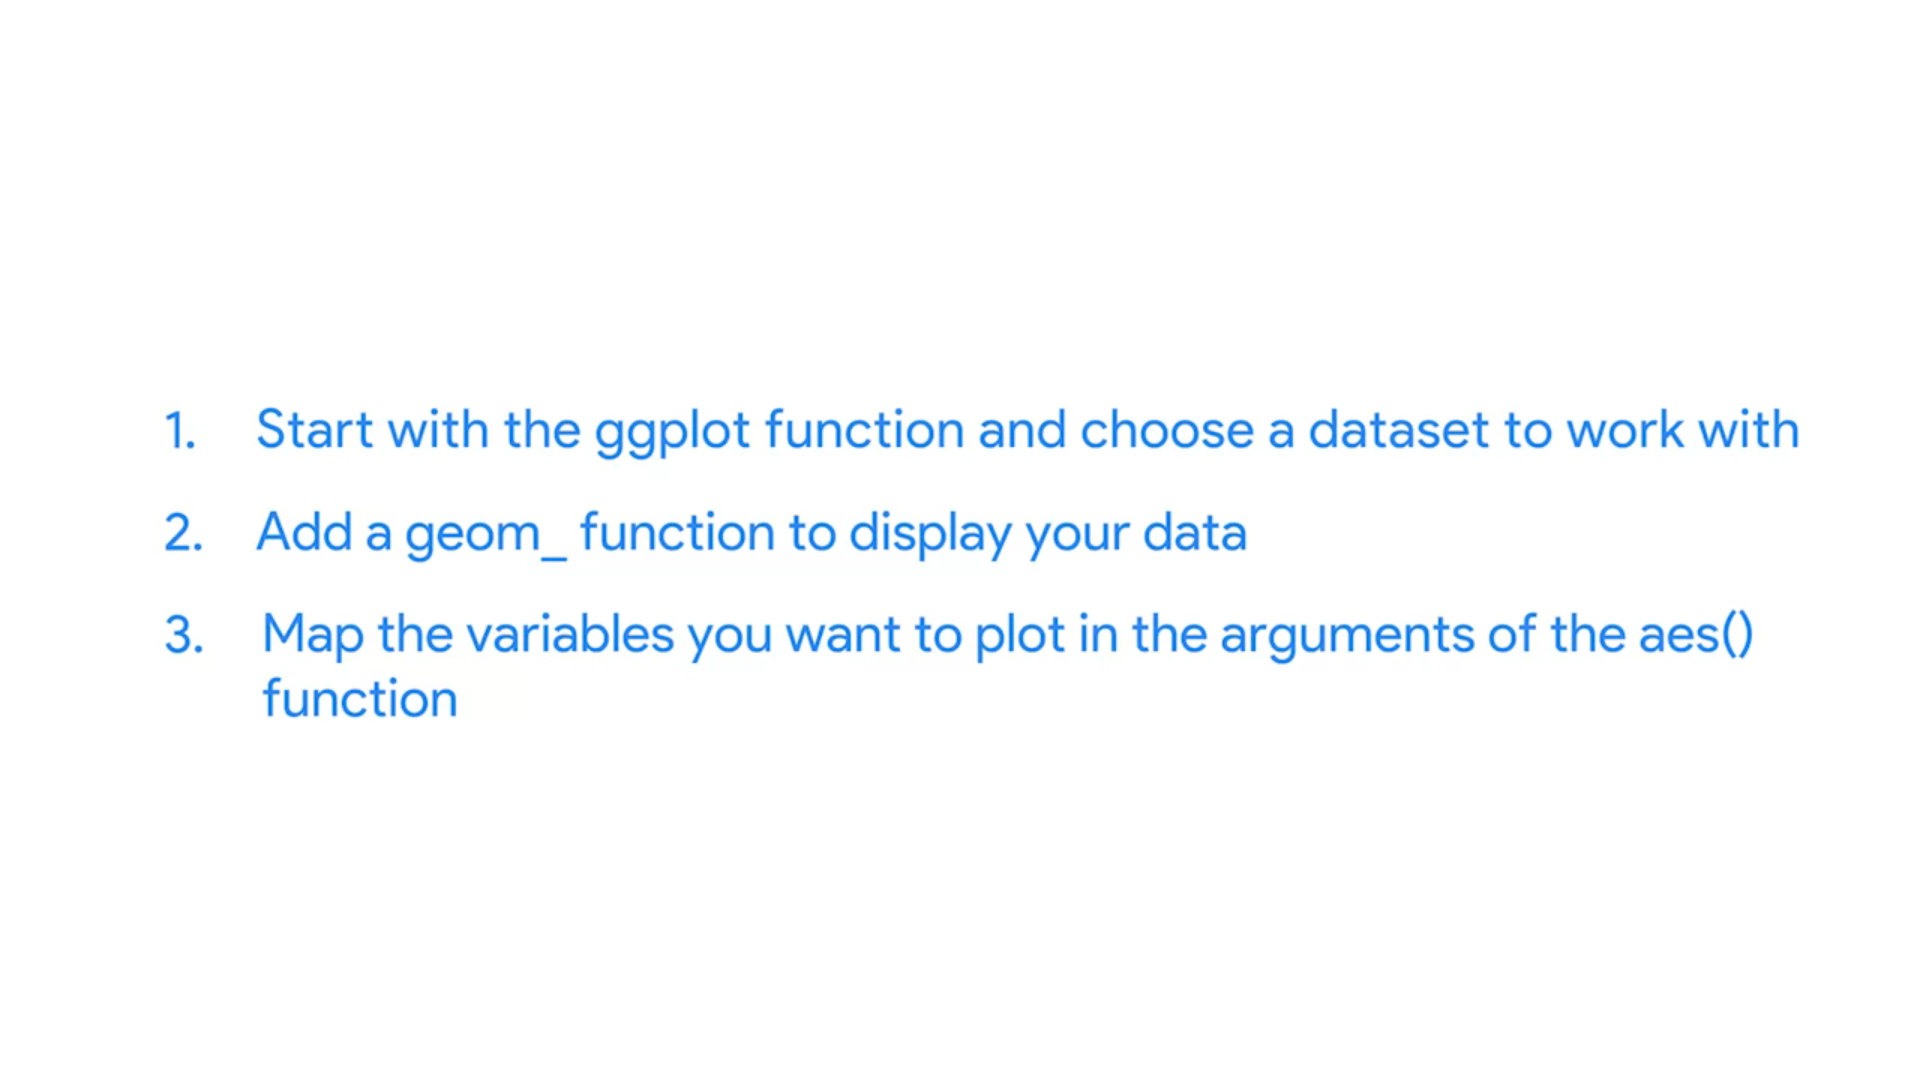 1. Start with the ggplot function and choose a dataset to work with
2. Add a geom_ function to display your data
3. Map the variables you want to plot in the arguments of the aes()
function